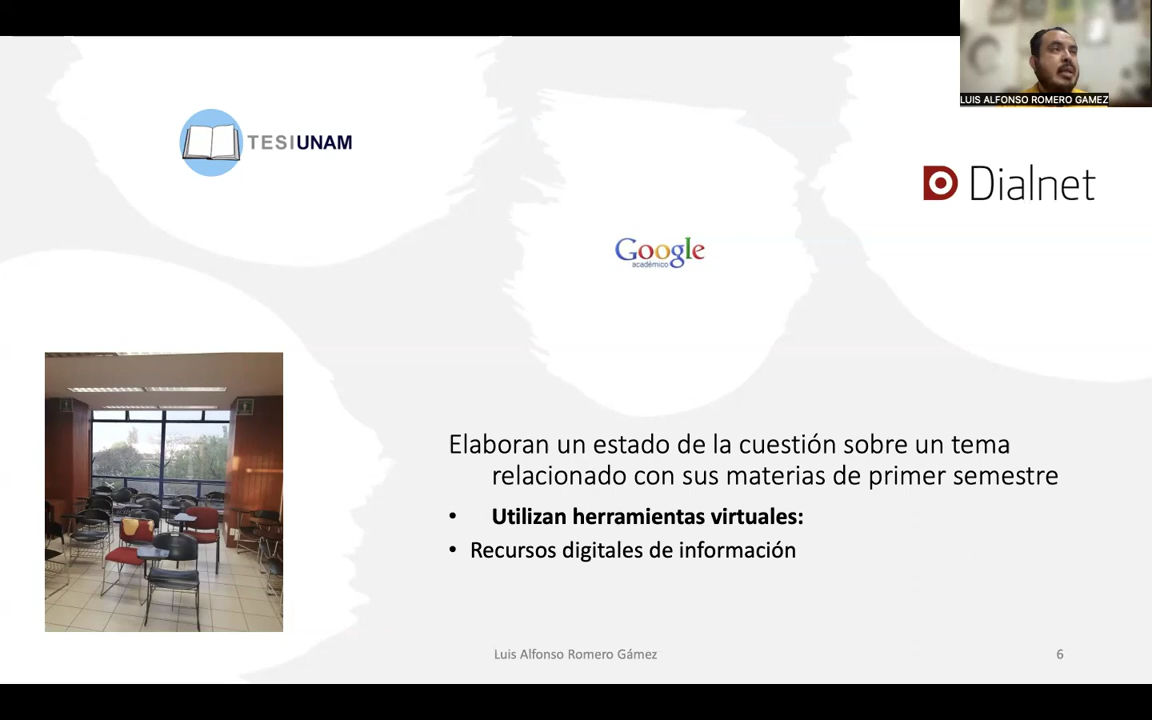 LUIS ALFONSO ROMERO GAMEZ
TESIUNAM
Dialnet
Google
académico
Elaboran un estado de la cuestión sobre un tema
relacionado con sus materias de primer semestre
• Utilizan herramientas virtuales:
• Recursos digitales de información
Luis Alfonso Romero Gámez
6